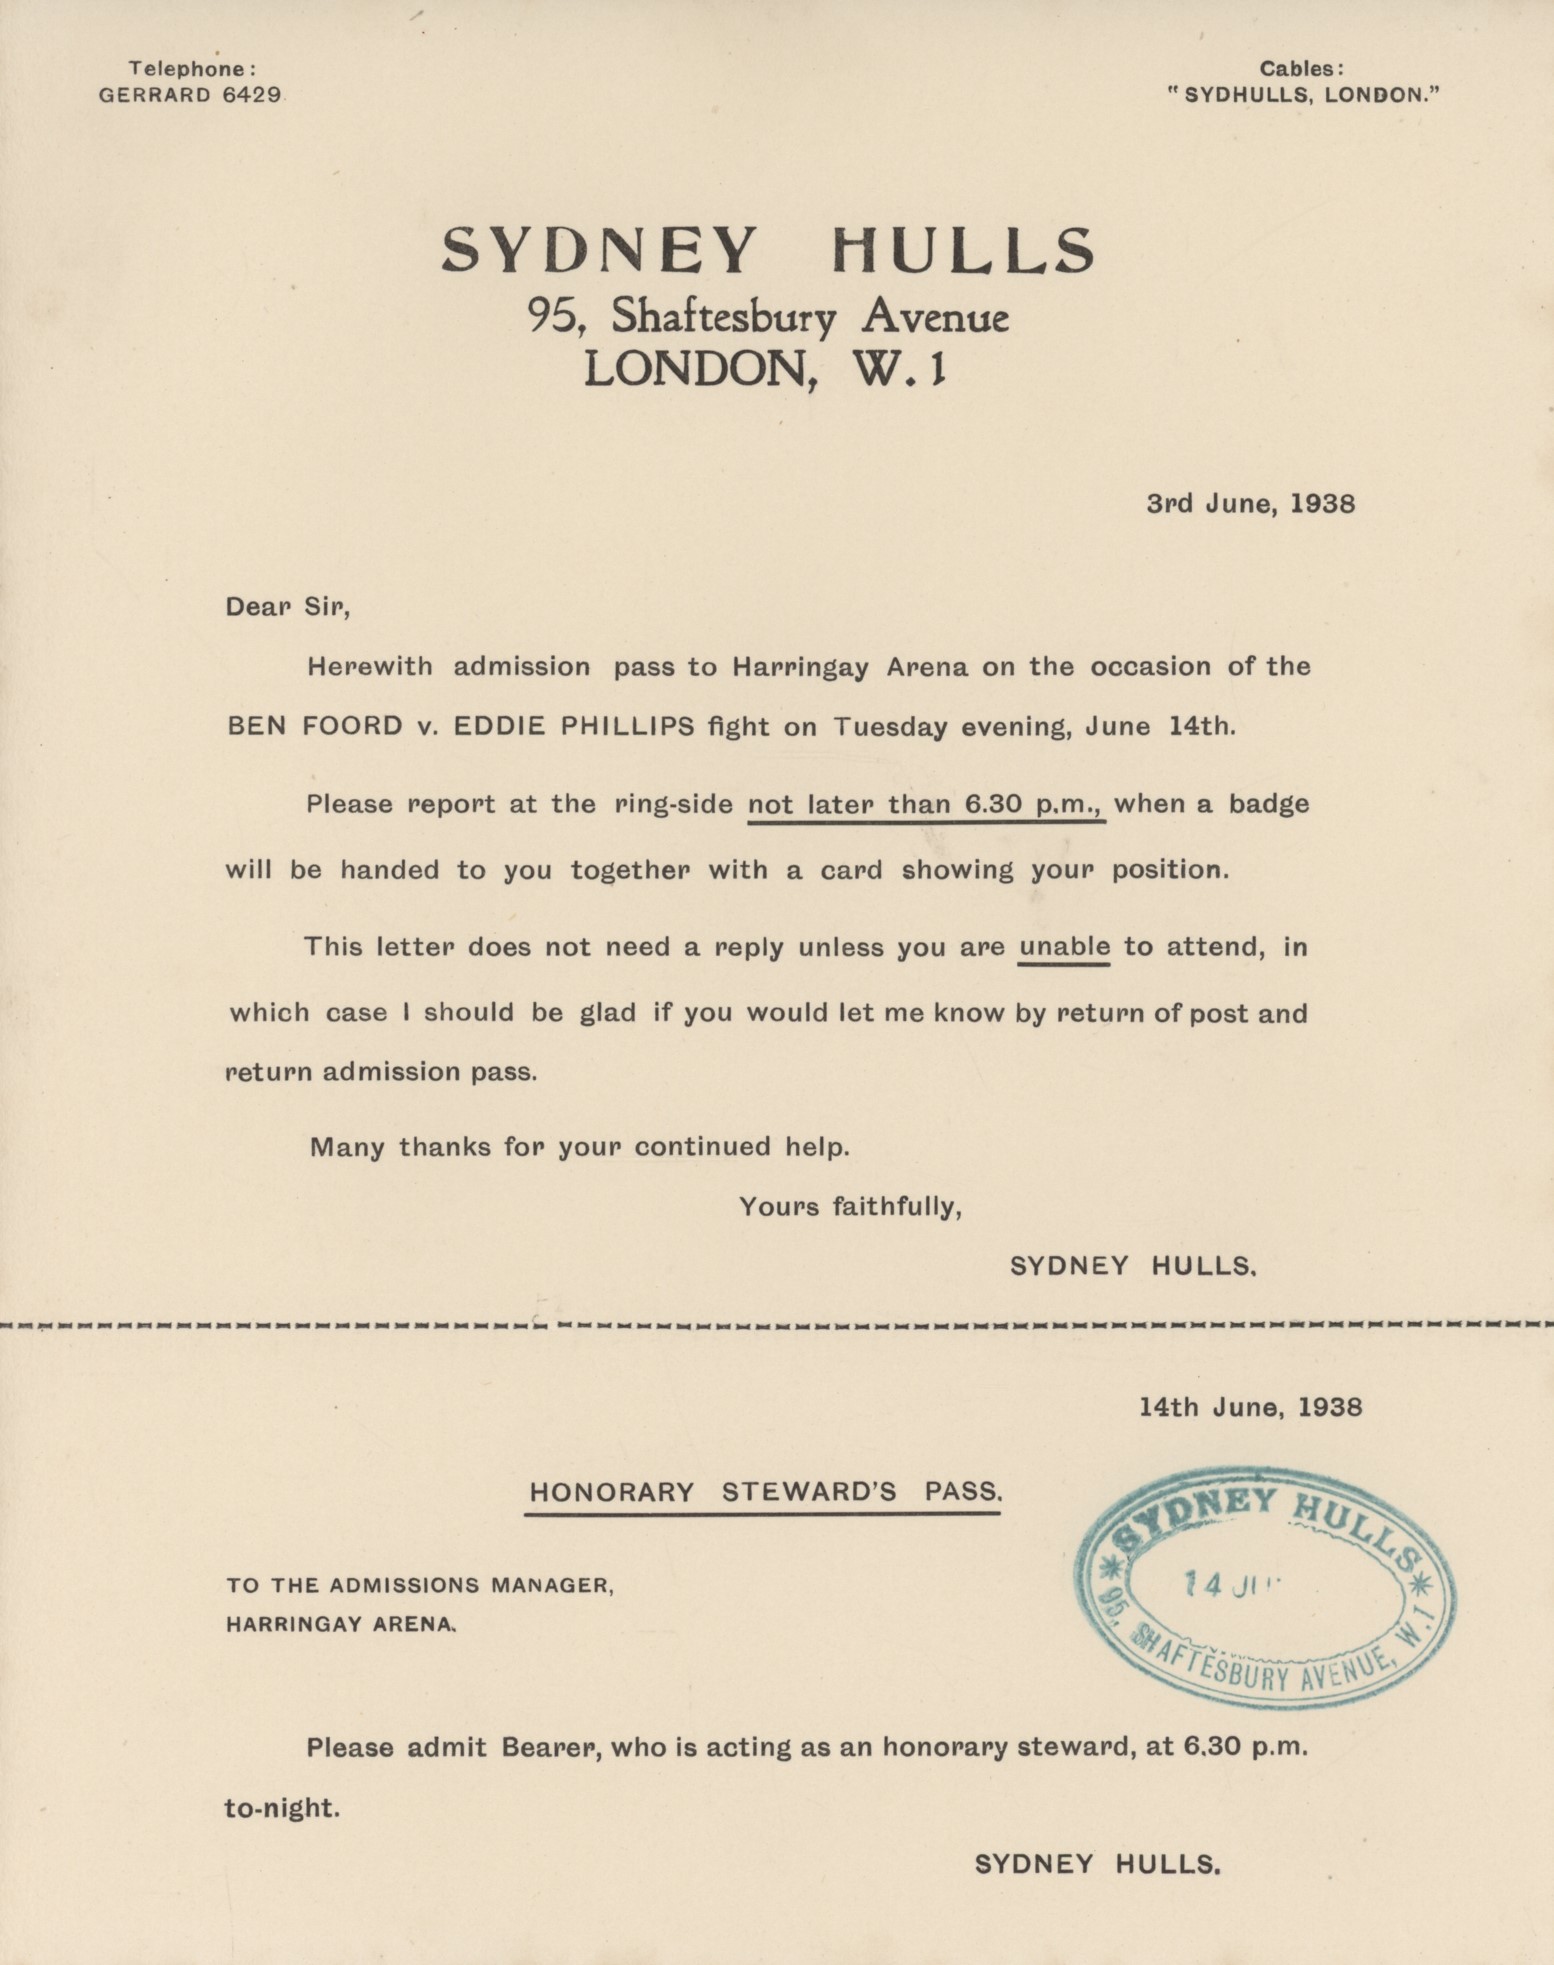 Telephone:
GERRARD 6429
Cables:
"SYDHULLS, LONDON."
SYDNEY HULLS
95, Shaftesbury Avenue
LONDON, W. 1
3rd June, 1938
Dear Sir,
Herewith admission pass to Harringay Arena on the occasion of the
BEN FOORD v. EDDIE PHILLIPS fight on Tuesday evening, June 14th.
Please report at the ring-side not later than 6.30 p.m., when a badge
will be handed to you together with a card showing your position.
This letter does not need a reply unless you are unable to attend, in
which case I should be glad if you would let me know by return of post and
return admission pass.
Many thanks for your continued help.
Yours faithfully,
SYDNEY HULLS.
14th June, 1938
HONORARY STEWARD'S PASS.
SYDNEY HULLS
14
95, SHAFTESBURY AVENUE, W.1
TO THE ADMISSIONS MANAGER,
HARRINGAY ARENA.
Please admit Bearer, who is acting as an honorary steward, at 6.30 p.m.
to-night.
SYDNEY HULLS.